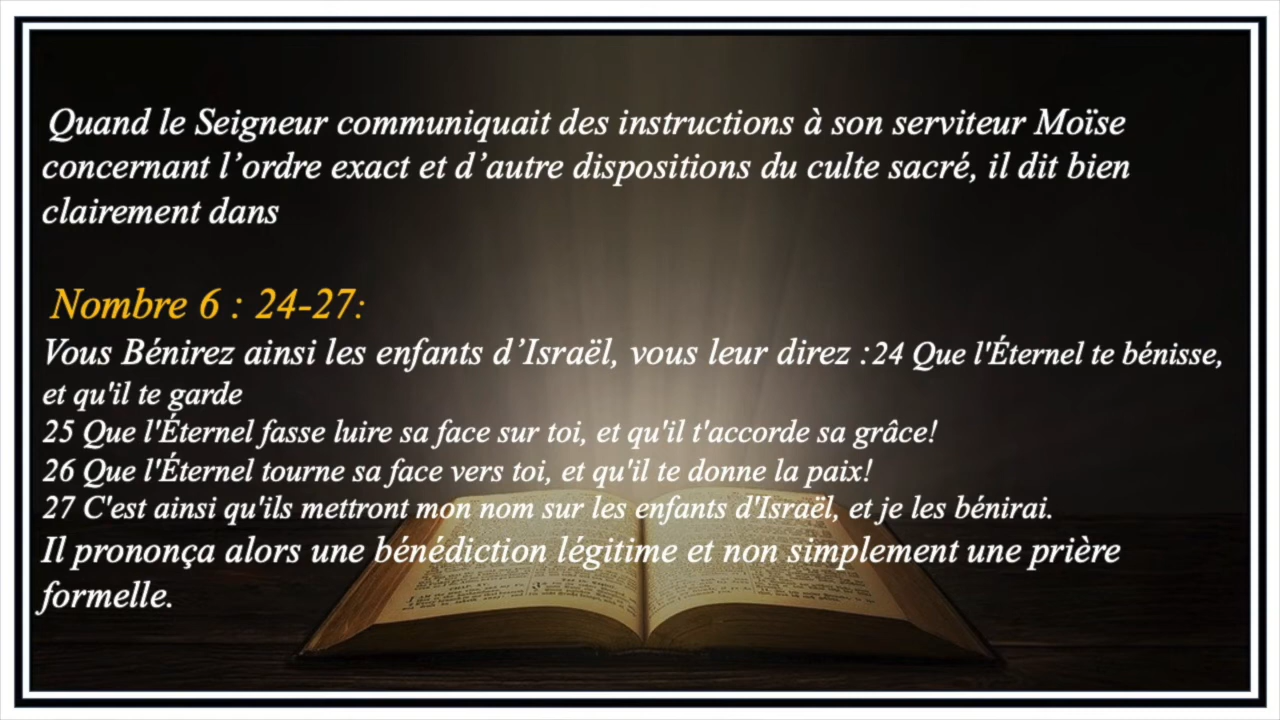 Quand le Seigneur communiquait des instructions à son serviteur Moïse
concernant l’ordre exact et d’autre dispositions du culte sacré, il dit bien
clairement dans
Nombre 6 : 24-27:
Vous Bénirez ainsi les enfants d’Israël, vous leur direz :24 Que l'Éternel te bénisse,
et qu'il te garde
25 Que l'Éternel fasse luire sa face sur toi, et qu'il t'accorde sa grâce!
26 Que l'Éternel tourne sa face vers toi, et qu'il te donne la paix!
27 C'est ainsi qu'ils mettront mon nom sur les enfants d'Israël, et je les bénirai.
Il prononça alors une bénédiction légitime et non simplement une prière
formelle.